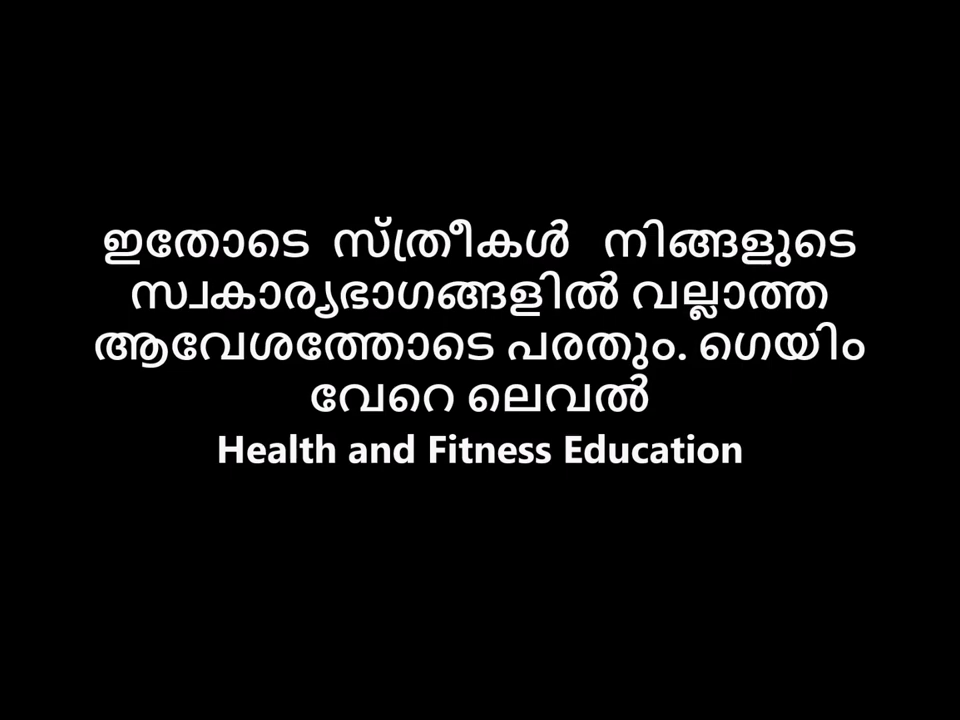 ഇതോടെ സ്ത്രീകൾ നിങ്ങളുടെ
സ്വകാര്യഭാഗങ്ങളിൽ വല്ലാത്ത
ആവേശത്തോടെ പരതും. ഗെയിം
വേറെ ലെവൽ
Health and Fitness Education